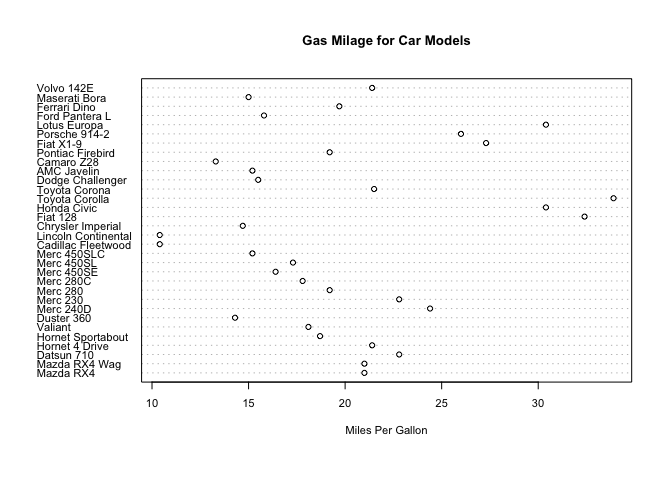 Gas Milage for Car Models
Volvo 142E
Maserati Bora
Ferrari Dino
Ford Pantera L
Lotus Europa
Porsche 914-2
Fiat X1-9
Pontiac Firebird
Camaro Z28
AMC Javelin
Dodge Challenger
Toyota Corona
Toyota Corolla
Honda Civic
Fiat 128
Chrysler Imperial
Lincoln Continental
Cadillac Fleetwood
Merc 450SLC
Merc 450SL
Merc 450SE
Merc 280C
Merc 280
Merc 230
Merc 240D
Duster 360
Valiant
Hornet Sportabout
Hornet 4 Drive
Datsun 710
Mazda RX4 Wag
Mazda RX4
10 15 20 25 30
Miles Per Gallon